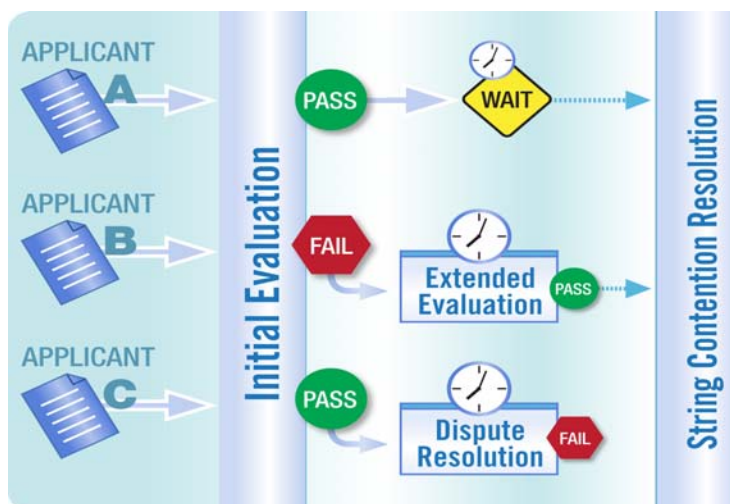 APPLICANT
A
PASS
WAIT
APPLICANT
B
FAIL
Extended
Evaluation
PASS
APPLICANT
C
PASS
Dispute
Resolution
FAIL
Initial Evaluation
String Contention Resolution